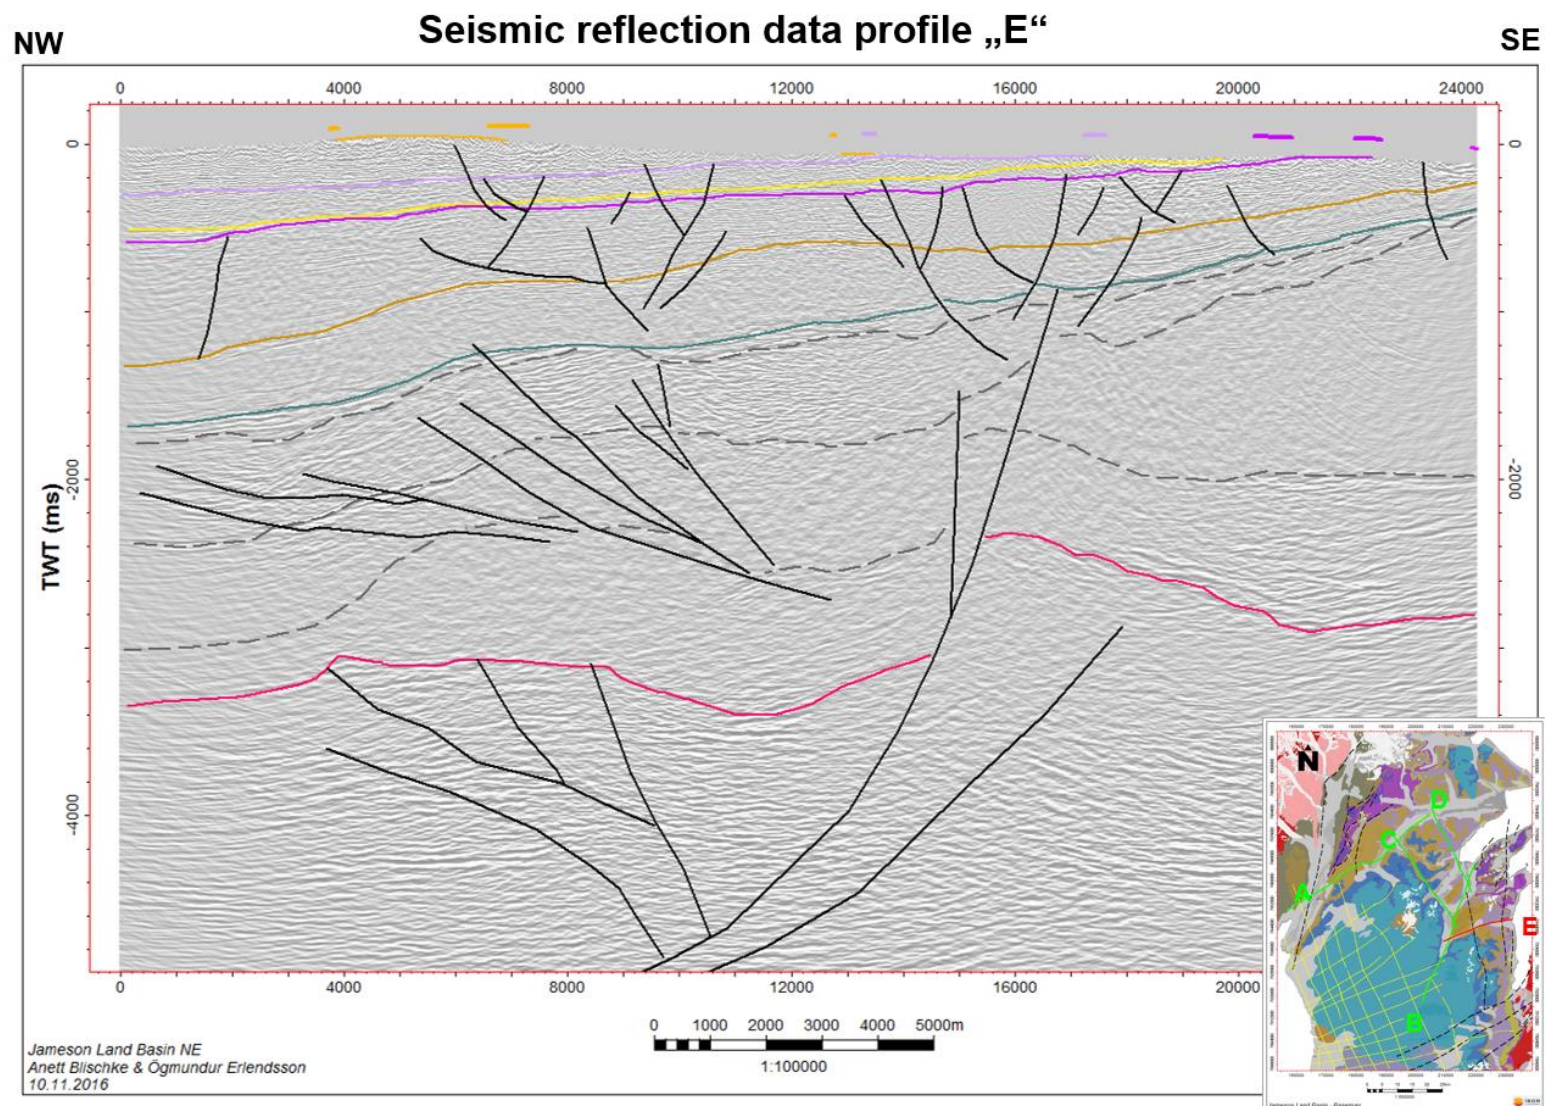 Seismic reflection data profile „E“
NW
SE
0 4000 8000 12000 16000 20000 24000
0
0
-2000
-2000
TWT (ms)
-4000
0 4000 8000 12000 16000 20000
0 1000 2000 3000 4000 5000m
1:100000
Jameson Land Basin NE
Anett Blischke & Ögmundur Erlendsson
10.11.2016
N
D
C
A
E
B